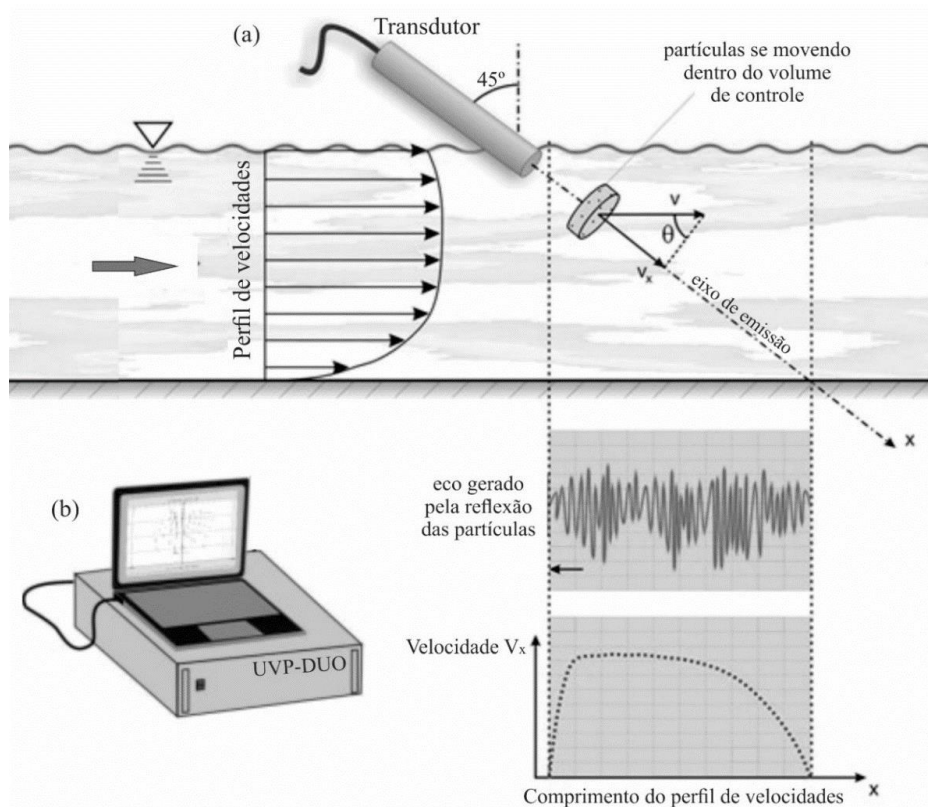 (a)
Transdutor
45º
partículas se movendo
dentro do volume
de controle
Perfil de velocidades
v
θ
vₓ
eixo de emissão
x
(b)
eco gerado
pela reflexão
das partículas
UVP-DUO
Velocidade Vₓ
x
Comprimento do perfil de velocidades